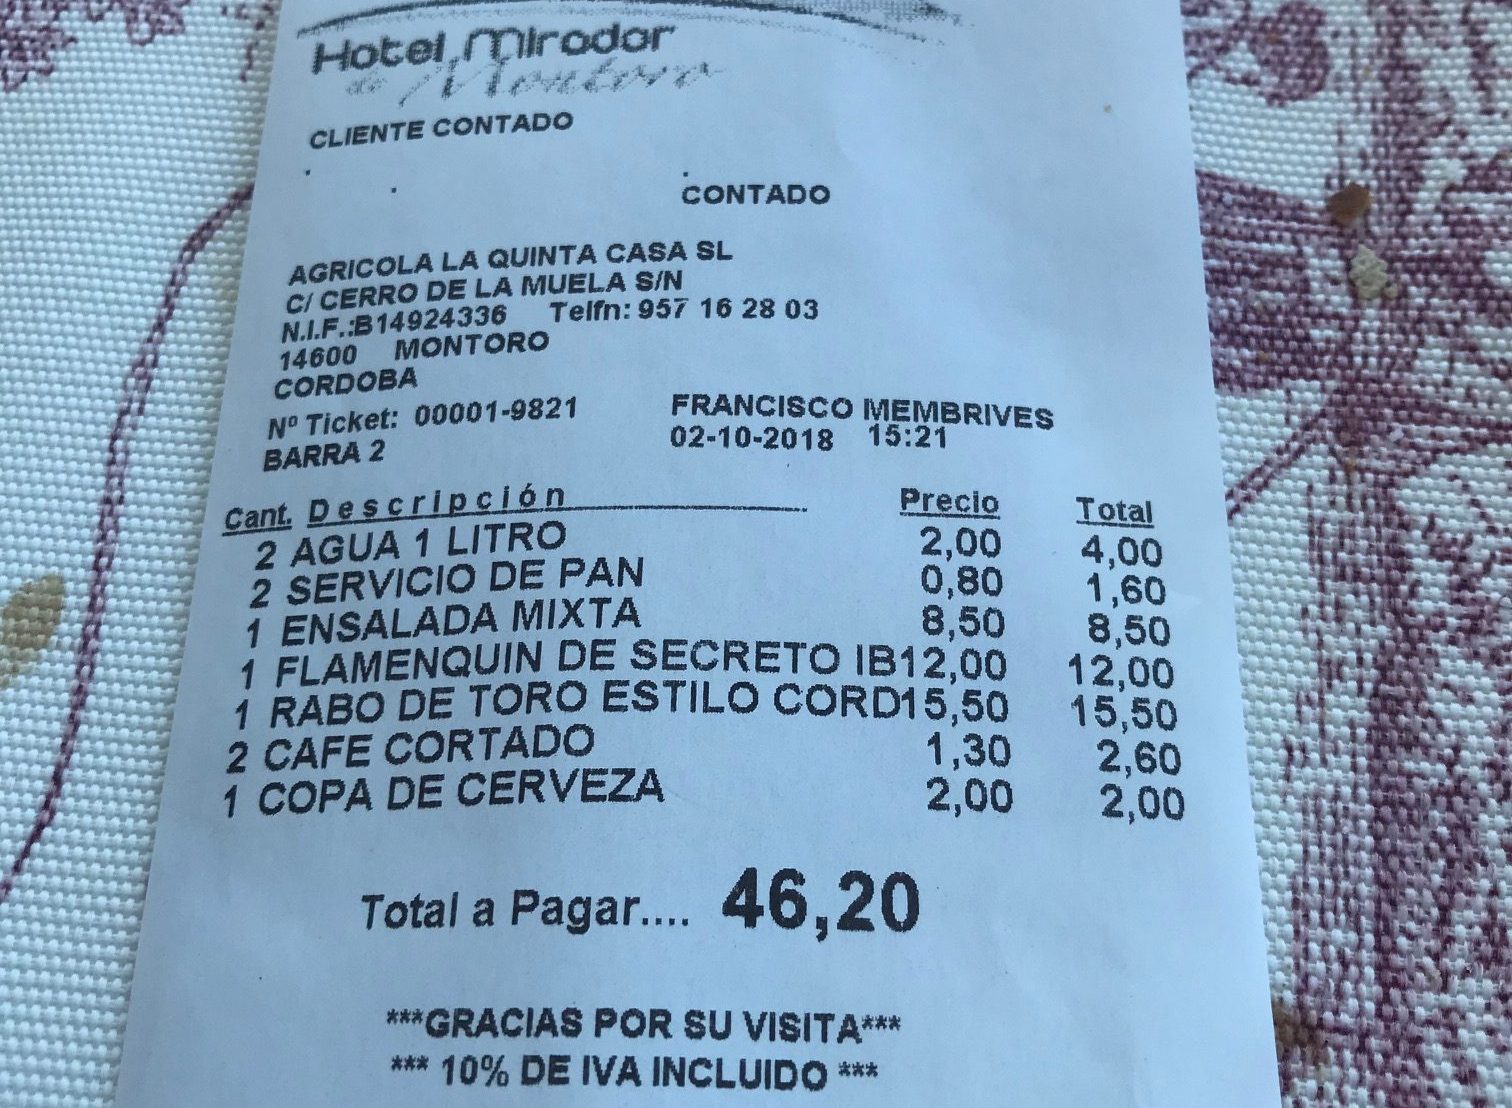 Hotel Mirador
de Montoro
CLIENTE CONTADO
CONTADO
AGRICOLA LA QUINTA CASA SL
C/ CERRO DE LA MUELA S/N
N.I.F.:B14924336 Telfn: 957 16 28 03
14600 MONTORO
CORDOBA
Nº Ticket: 00001-9821 FRANCISCO MEMBRIVES
BARRA 2 02-10-2018 15:21
Cant. Descripción Precio Total
2 AGUA 1 LITRO 2,00 4,00
2 SERVICIO DE PAN 0,80 1,60
1 ENSALADA MIXTA 8,50 8,50
1 FLAMENQUIN DE SECRETO IB12,00 12,00
1 RABO DE TORO ESTILO CORD15,50 15,50
2 CAFE CORTADO 1,30 2,60
1 COPA DE CERVEZA 2,00 2,00
Total a Pagar.... 46,20
***GRACIAS POR SU VISITA***
*** 10% DE IVA INCLUIDO ***